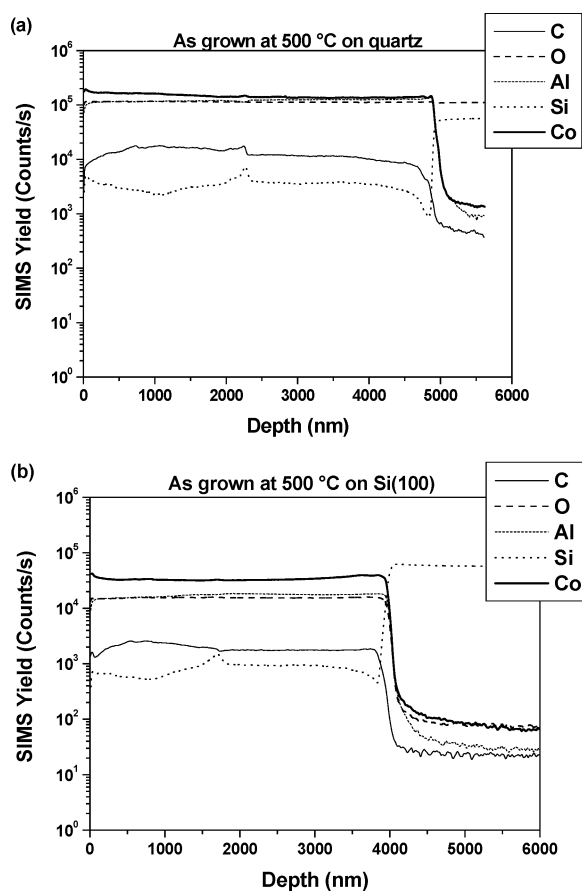 (a)
As grown at 500 °C on quartz
C
O
Al
Si
Co
SIMS Yield (Counts/s)
10^6
10^5
10^4
10^3
10^2
10^1
10^0
0 1000 2000 3000 4000 5000 6000
Depth (nm)
(b)
As grown at 500 °C on Si(100)
C
O
Al
Si
Co
SIMS Yield (Counts/s)
10^6
10^5
10^4
10^3
10^2
10^1
10^0
0 1000 2000 3000 4000 5000 6000
Depth (nm)